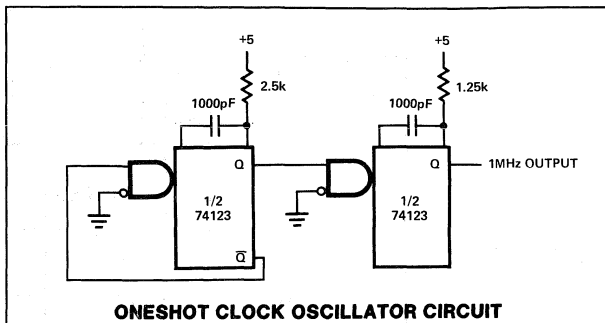 +5
+5
2.5k
1.25k
1000pF
1000pF
Q
Q
1MHz OUTPUT
1/2
74123
1/2
74123
Q̅
ONESHOT CLOCK OSCILLATOR CIRCUIT